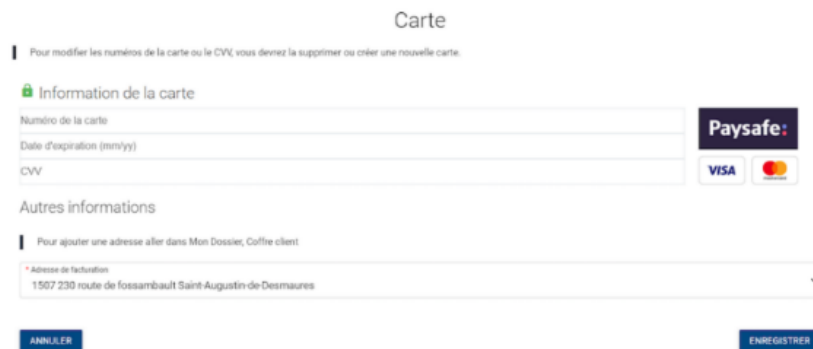 Carte
Pour modifier les numéros de la carte ou le CVV, vous devrez la supprimer ou créer une nouvelle carte.
Information de la carte
Numéro de la carte
Paysafe:
Date d'expiration (mm/yy)
CVV
VISA
Autres informations
Pour ajouter une adresse aller dans Mon Dossier, Coffre client
* Adresse de facturation
1507 230 route de fossambault Saint-Augustin-de-Desmaures
ANNULER
ENREGISTRER